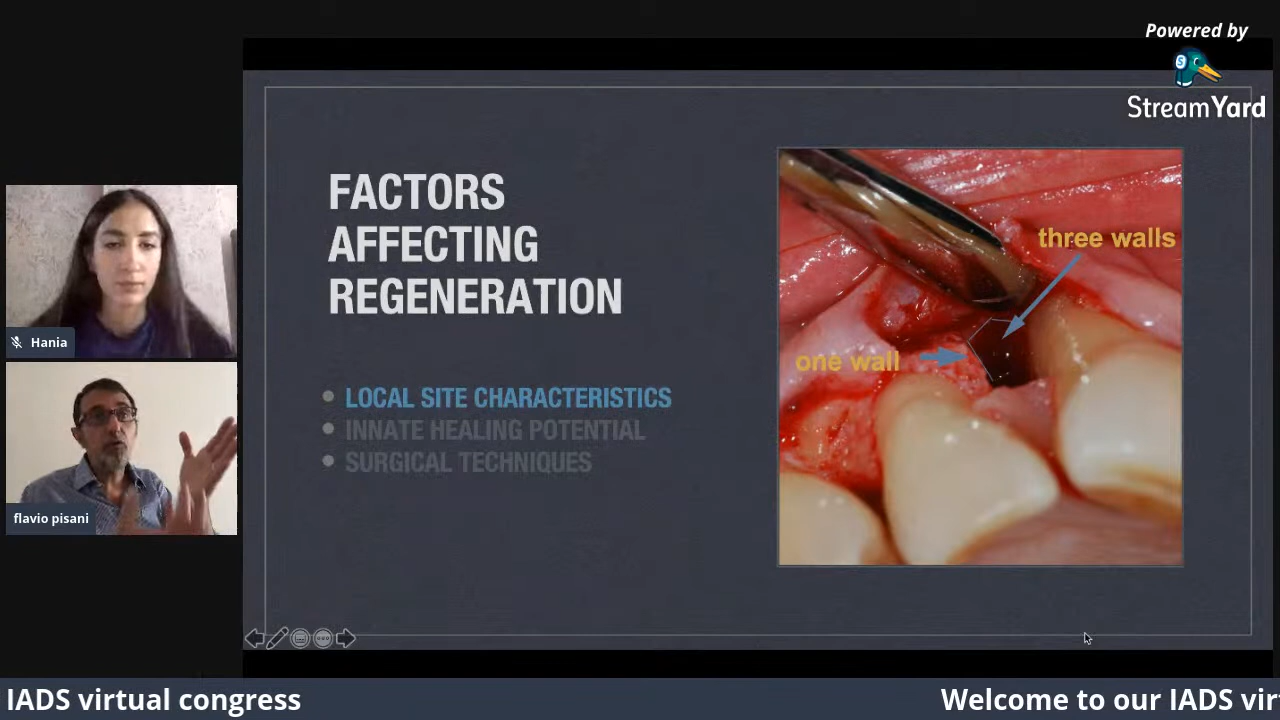 Powered by
StreamYard
FACTORS
AFFECTING
REGENERATION
LOCAL SITE CHARACTERISTICS
INNATE HEALING POTENTIAL
SURGICAL TECHNIQUES
three walls
one wall
Hania
flavio pisani
IADS virtual congress
Welcome to our IADS vir